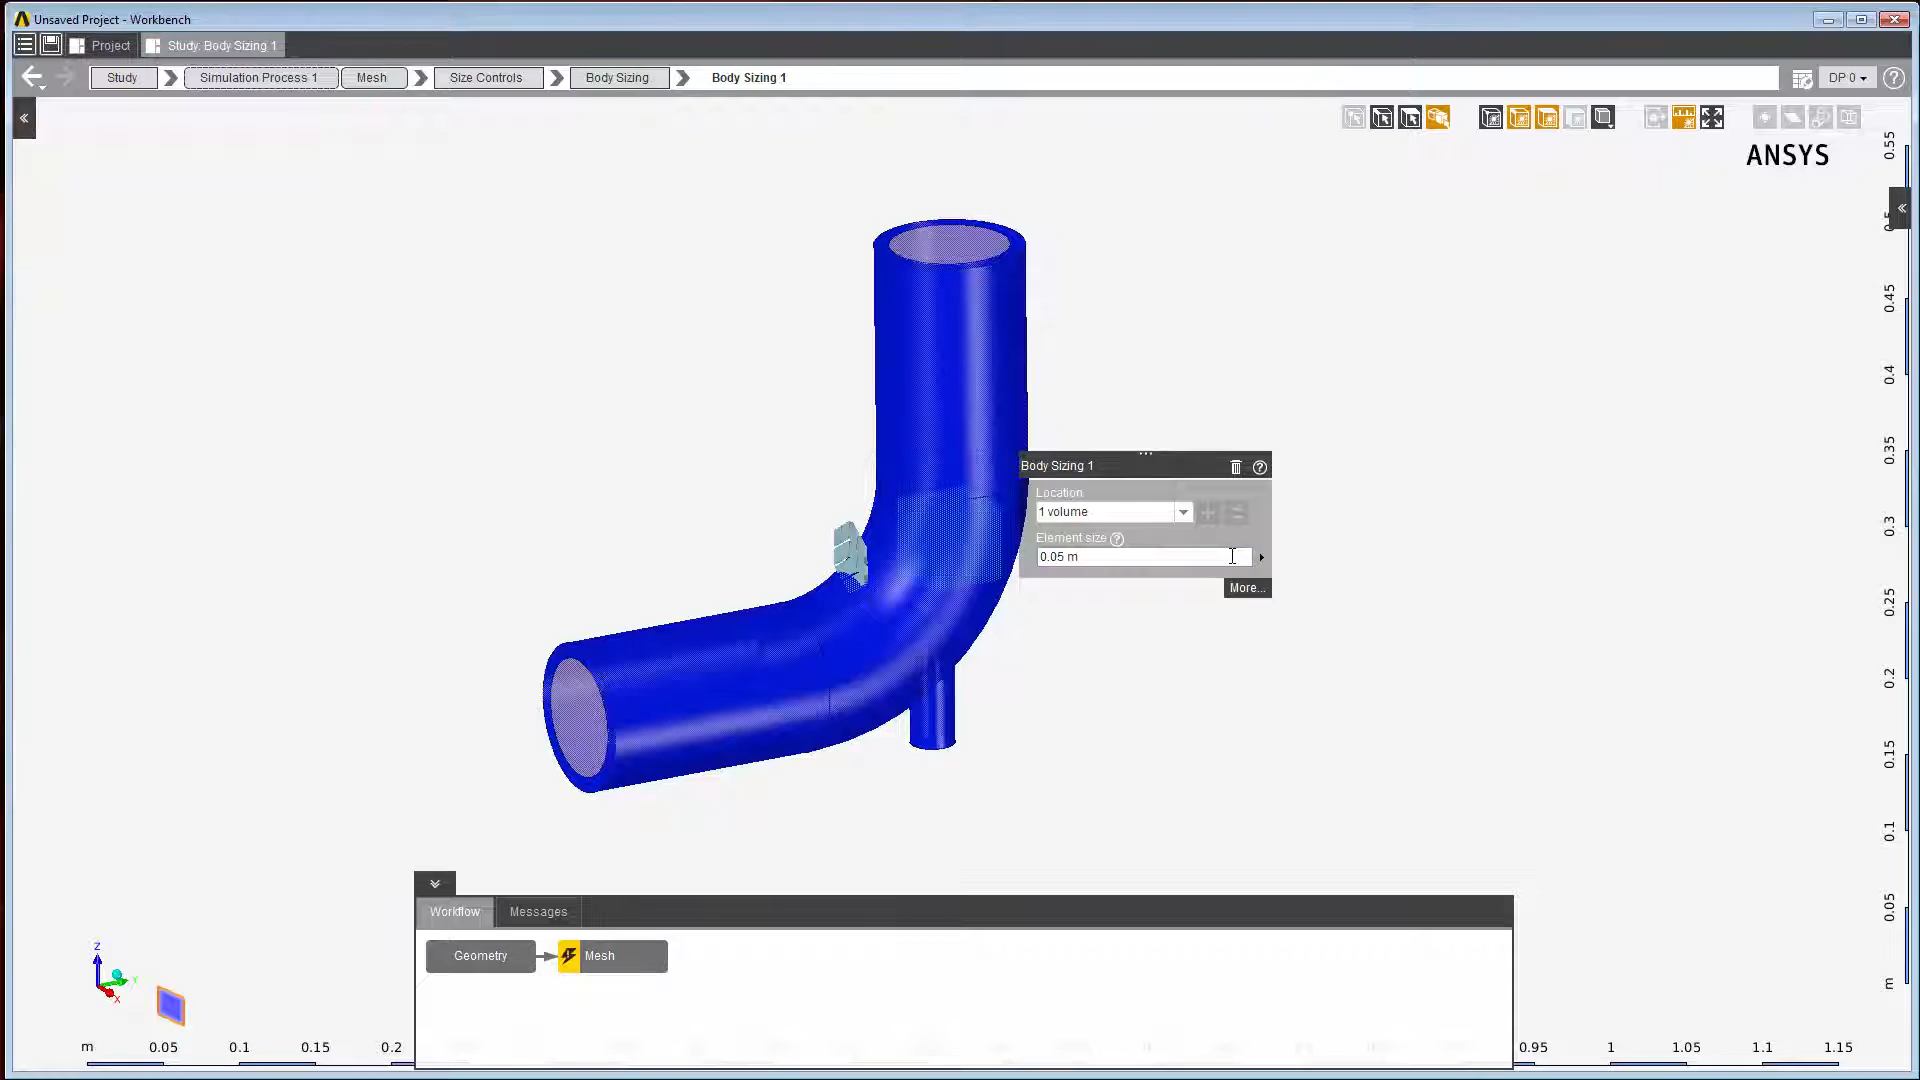 Unsaved Project - Workbench
Project
Study: Body Sizing 1
Study
Simulation Process 1
Mesh
Size Controls
Body Sizing
Body Sizing 1
DP 0
ANSYS
0.55
0.45
0.4
0.35
0.3
0.25
0.2
0.15
0.1
0.05
m
Body Sizing 1
Location
1 volume
Element size
0.05 m
More...
Workflow
Messages
Geometry
Mesh
Z
Y
X
m
0.05
0.1
0.15
0.2
0.95
1
1.05
1.1
1.15